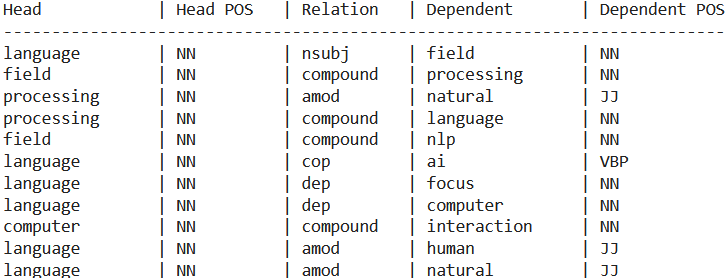 Head | Head POS | Relation | Dependent | Dependent POS
------------------------------------------------------------------------
language | NN | nsubj | field | NN
field | NN | compound | processing | NN
processing | NN | amod | natural | JJ
processing | NN | compound | language | NN
field | NN | compound | nlp | NN
language | NN | cop | ai | VBP
language | NN | dep | focus | NN
language | NN | dep | computer | NN
computer | NN | compound | interaction | NN
language | NN | amod | human | JJ
language | NN | amod | natural | JJ